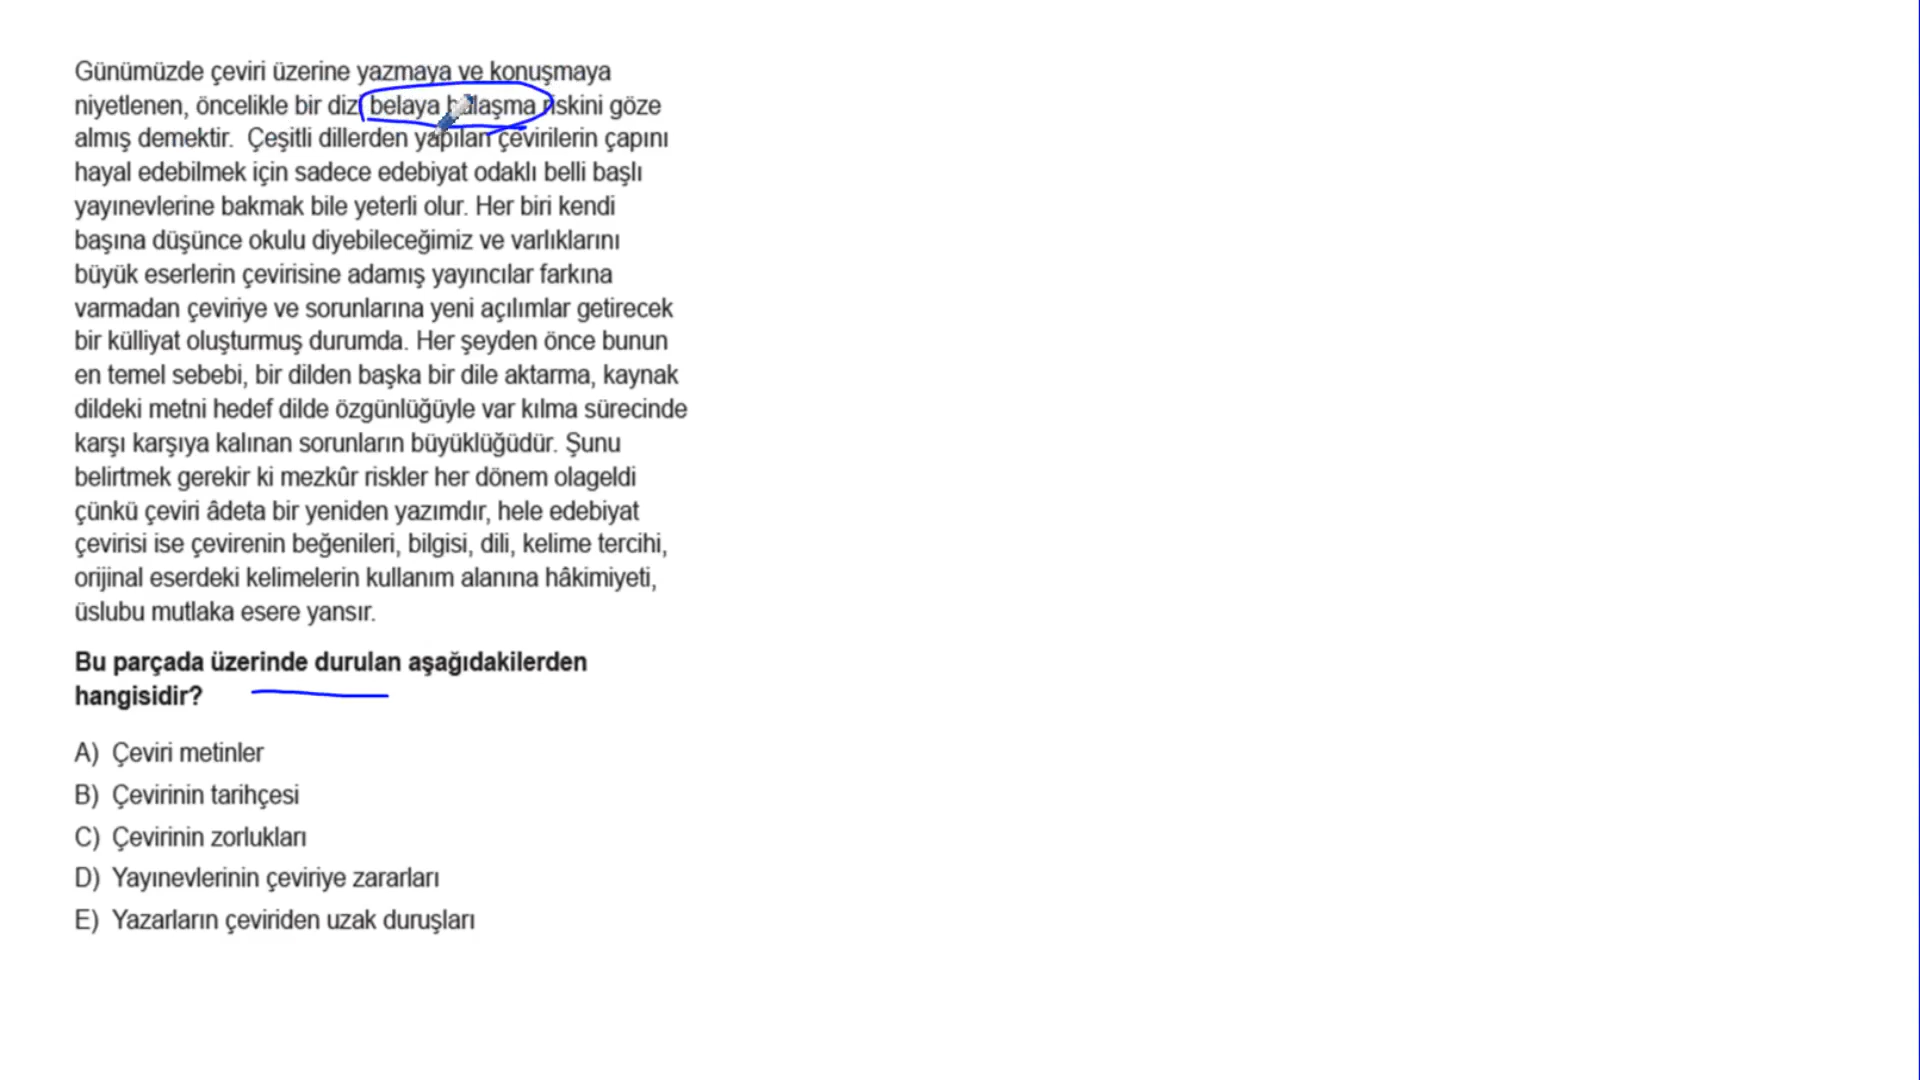 Günümüzde çeviri üzerine yazmaya ve konuşmaya
niyetlenen, öncelikle bir dizi belaya bulaşma riskini göze
almış demektir. Çeşitli dillerden yapılan çevirilerin çapını
hayal edebilmek için sadece edebiyat odaklı belli başlı
yayınevlerine bakmak bile yeterli olur. Her biri kendi
başına düşünce okulu diyebileceğimiz ve varlıklarını
büyük eserlerin çevirisine adamış yayıncılar farkına
varmadan çeviriye ve sorunlarına yeni açılımlar getirecek
bir külliyat oluşturmuş durumda. Her şeyden önce bunun
en temel sebebi, bir dilden başka bir dile aktarma, kaynak
dildeki metni hedef dilde özgünlüğüyle var kılma sürecinde
karşı karşıya kalınan sorunların büyüklüğüdür. Şunu
belirtmek gerekir ki mezkûr riskler her dönem olageldi
çünkü çeviri âdeta bir yeniden yazımdır, hele edebiyat
çevirisi ise çevirenin beğenileri, bilgisi, dili, kelime tercihi,
orijinal eserdeki kelimelerin kullanım alanına hâkimiyeti,
üslubu mutlaka esere yansır.
Bu parçada üzerinde durulan aşağıdakilerden
hangisidir?
A) Çeviri metinler
B) Çevirinin tarihçesi
C) Çevirinin zorlukları
D) Yayınevlerinin çeviriye zararları
E) Yazarların çeviriden uzak duruşları